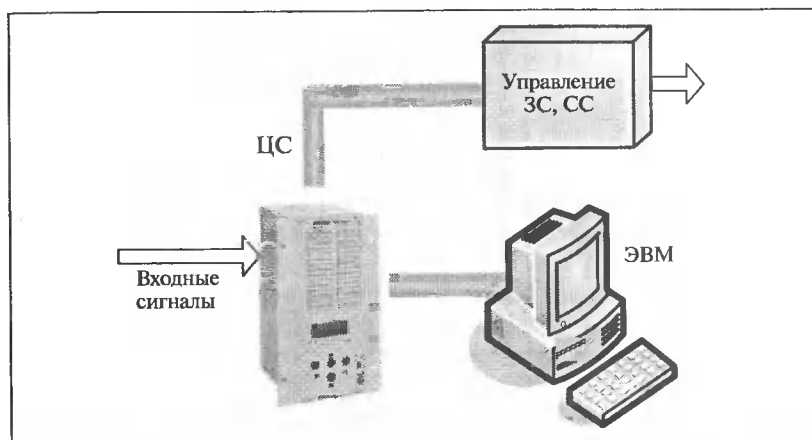 Управление
ЗС, СС
ЦС
ЭВМ
Входные
сигналы